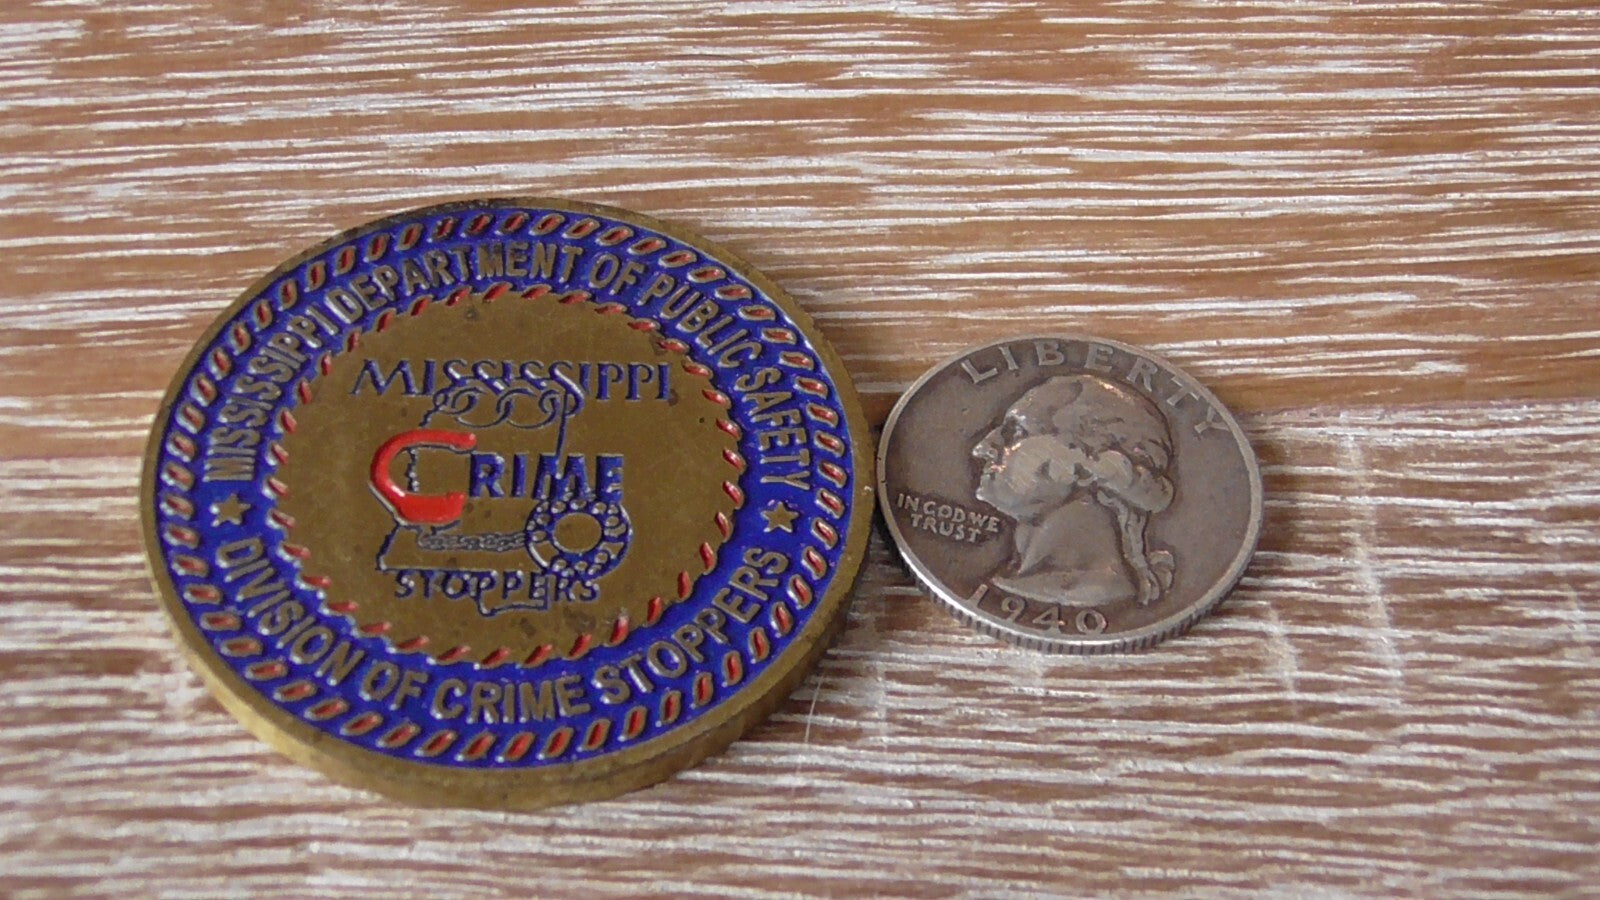 MISSISSIPPI DEPARTMENT OF PUBLIC SAFETY
MISSISSIPPI
CRIME
STOPPERS
DIVISION OF CRIME STOPPERS
LIBERTY
IN GOD WE
TRUST
1940